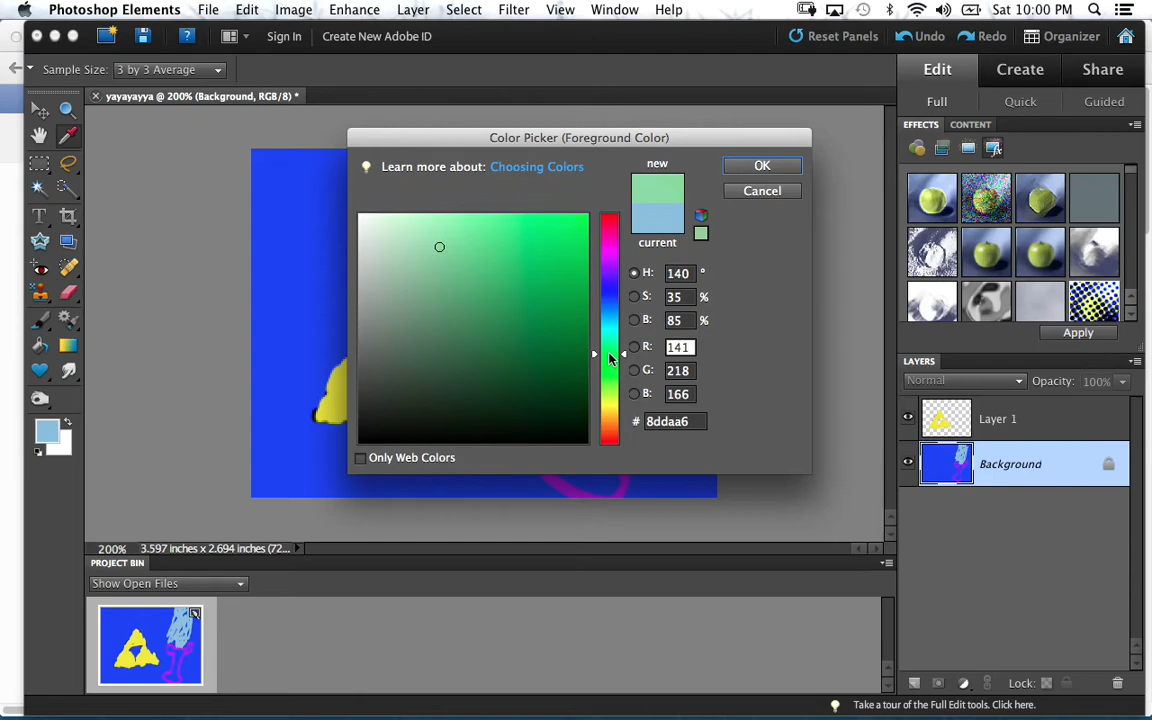 Photoshop Elements File Edit Image Enhance Layer Select Filter View Window Help Sat 10:00 PM
Sign In Create New Adobe ID Reset Panels Undo Redo Organizer
Sample Size: 3 by 3 Average Edit Create Share
yayayayya @ 200% (Background, RGB/8) * Full Quick Guided
EFFECTS CONTENT
Color Picker (Foreground Color)
Learn more about: Choosing Colors
new
OK
Cancel
current
H: 140 °
S: 35 %
B: 85 %
R: 141
G: 218
B: 166
# 8ddaa6
Only Web Colors
Apply
LAYERS
Normal Opacity: 100%
Layer 1
Background
200% 3.597 inches x 2.694 inches (72...
PROJECT BIN
Show Open Files
Lock:
Take a tour of the Full Edit tools. Click here.